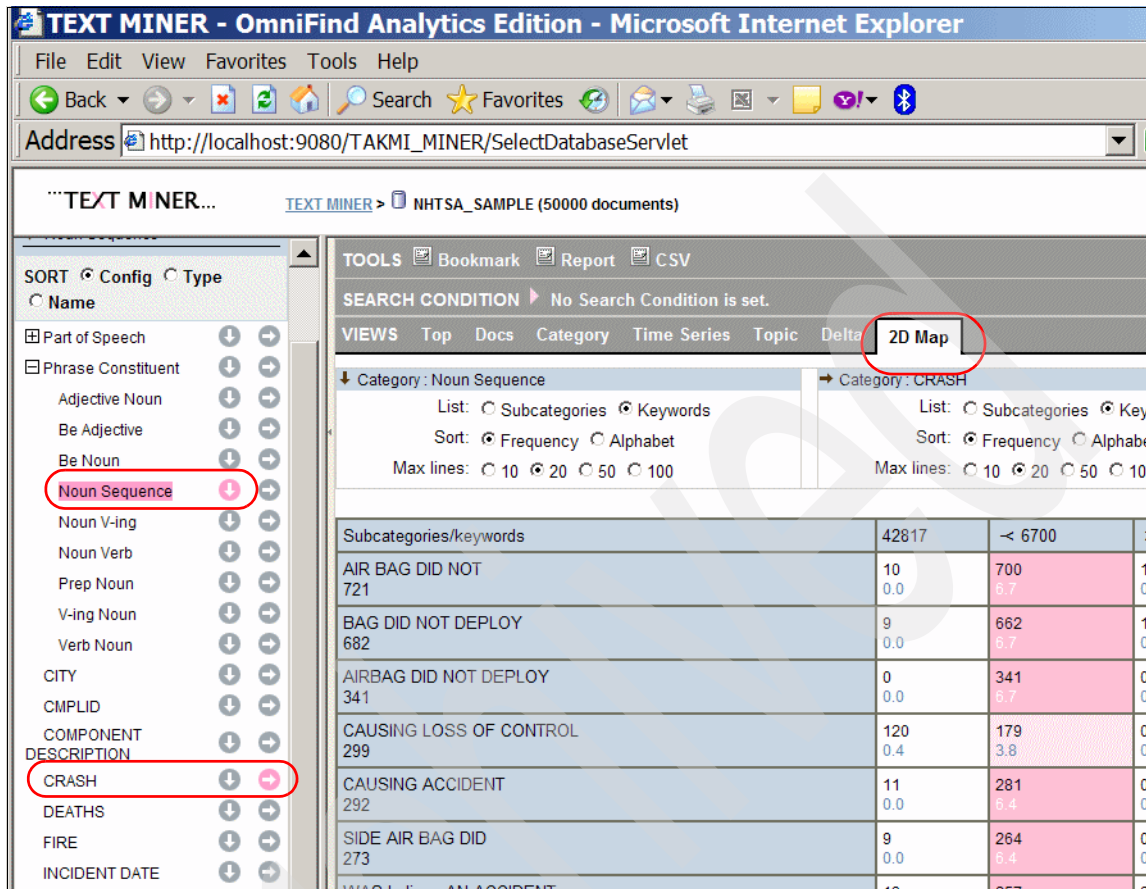 TEXT MINER - OmniFind Analytics Edition - Microsoft Internet Explorer
File Edit View Favorites Tools Help
Back Search Favorites
Address http://localhost:9080/TAKMI_MINER/SelectDatabaseServlet
TEXT MINER... TEXT MINER > NHTSA_SAMPLE (50000 documents)
SORT Config Type
Name
Part of Speech
Phrase Constituent
Adjective Noun
Be Adjective
Be Noun
Noun Sequence
Noun V-ing
Noun Verb
Prep Noun
V-ing Noun
Verb Noun
CITY
CMPLID
COMPONENT
DESCRIPTION
CRASH
DEATHS
FIRE
INCIDENT DATE
TOOLS Bookmark Report CSV
SEARCH CONDITION No Search Condition is set.
VIEWS Top Docs Category Time Series Topic Delta 2D Map
Category : Noun Sequence
List: Subcategories Keywords
Sort: Frequency Alphabet
Max lines: 10 20 50 100
Category : CRASH
List: Subcategories Key
Sort: Frequency Alphabe
Max lines: 10 20 50 10
Subcategories/keywords 42817 -< 6700
AIR BAG DID NOT 10 700
721 0.0 6.7
BAG DID NOT DEPLOY 9 662
682 0.0 6.7
AIRBAG DID NOT DEPLOY 0 341
341 0.0 6.7
CAUSING LOSS OF CONTROL 120 179
299 0.4 3.8
CAUSING ACCIDENT 11 281
292 0.0 6.4
SIDE AIR BAG DID 9 264
273 0.0 6.4